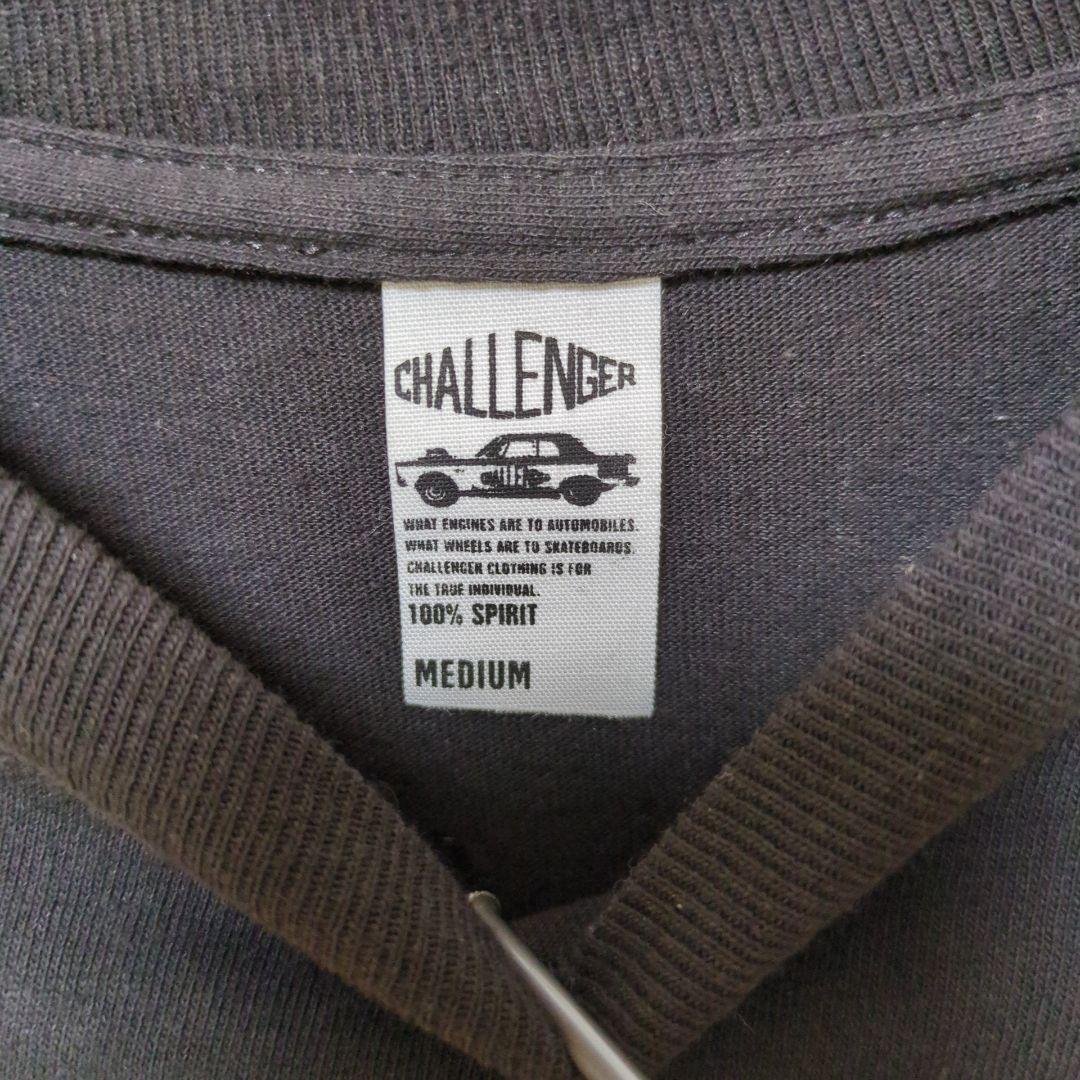 CHALLENGER
WHAT ENGINES ARE TO AUTOMOBILES.
WHAT WHEELS ARE TO SKATEBOARDS.
CHALLENGER CLOTHING IS FOR
THE TRUE INDIVIDUAL.
100% SPIRIT
MEDIUM